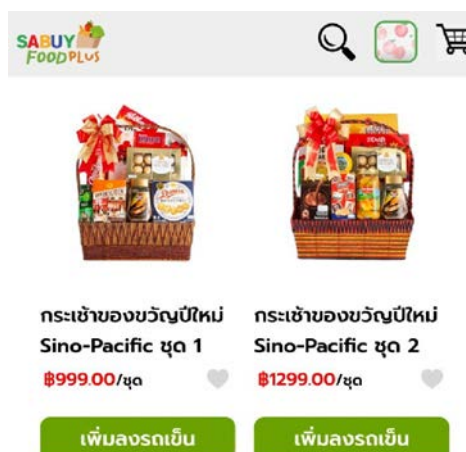 SABUY
FOODPLUS
กระเช้าของขวัญปีใหม่
Sino-Pacific ชุด 1
฿999.00/ชุด
เพิ่มลงรถเข็น
กระเช้าของขวัญปีใหม่
Sino-Pacific ชุด 2
฿1299.00/ชุด
เพิ่มลงรถเข็น